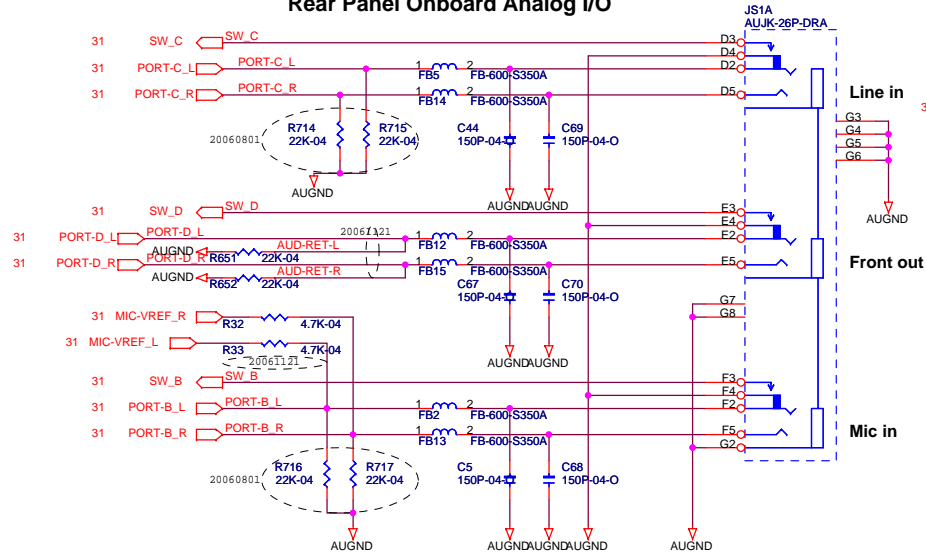 Rear Panel Onboard Analog I/O
JS1A
AUJK-26P-DRA
31 SW_C SW_C D3
D4
31 PORT-C_L PORT-C_L 1 2 D2
FB5 FB-600-S350A
31 PORT-C_R PORT-C_R 1 2 D5 Line in
FB14 FB-600-S350A
G3
G4
G5
G6
20060801 R714 22K-04 R715 22K-04
C44 150P-04 C69 150P-04-O
AUGND
AUGND AUGND AUGND
31 SW_D SW_D E3
E4
31 PORT-D_L PORT-D_L 20061121 1 2 E2
AUGND R651 22K-04 AUD-RET-L FB12 FB-600-S350A
31 PORT-D_R PORT-D_R 1 2 E5 Front out
AUGND R652 22K-04 AUD-RET-R FB15 FB-600-S350A
C67 150P-04 C70 150P-04-O
G7
G8
31 MIC-VREF_R R32 4.7K-04
31 MIC-VREF_L R33 4.7K-04
20061121
AUGND AUGND
31 SW_B SW_B F3
F4
31 PORT-B_L PORT-B_L 1 2 F2
FB2 FB-600-S350A
31 PORT-B_R PORT-B_R 1 2 F5 Mic in
FB13 FB-600-S350A G2
20060801 R716 22K-04 R717 22K-04
C5 150P-04 C68 150P-04-O
AUGND AUGND AUGND AUGND AUGND